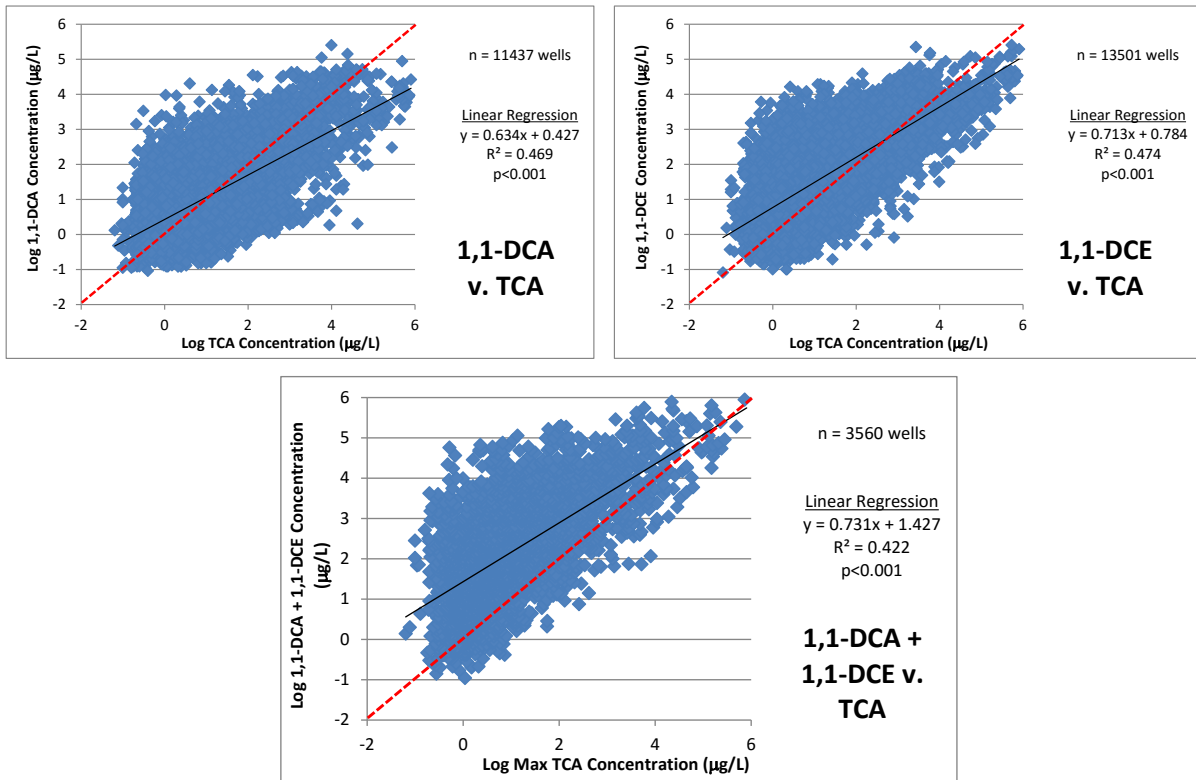 6
5
4
3
2
1
0
-1
-2
-2
0
2
4
6
Log 1,1-DCA Concentration (µg/L)
Log TCA Concentration (µg/L)
n = 11437 wells
Linear Regression
y = 0.634x + 0.427
R² = 0.469
p<0.001
1,1-DCA
v. TCA
6
5
4
3
2
1
0
-1
-2
-2
0
2
4
6
Log 1,1-DCE Concentration (µg/L)
Log TCA Concentration (µg/L)
n = 13501 wells
Linear Regression
y = 0.713x + 0.784
R² = 0.474
p<0.001
1,1-DCE
v. TCA
6
5
4
3
2
1
0
-1
-2
-2
0
2
4
6
Log 1,1-DCA + 1,1-DCE Concentration
(µg/L)
Log Max TCA Concentration (µg/L)
n = 3560 wells
Linear Regression
y = 0.731x + 1.427
R² = 0.422
p<0.001
1,1-DCA +
1,1-DCE v.
TCA